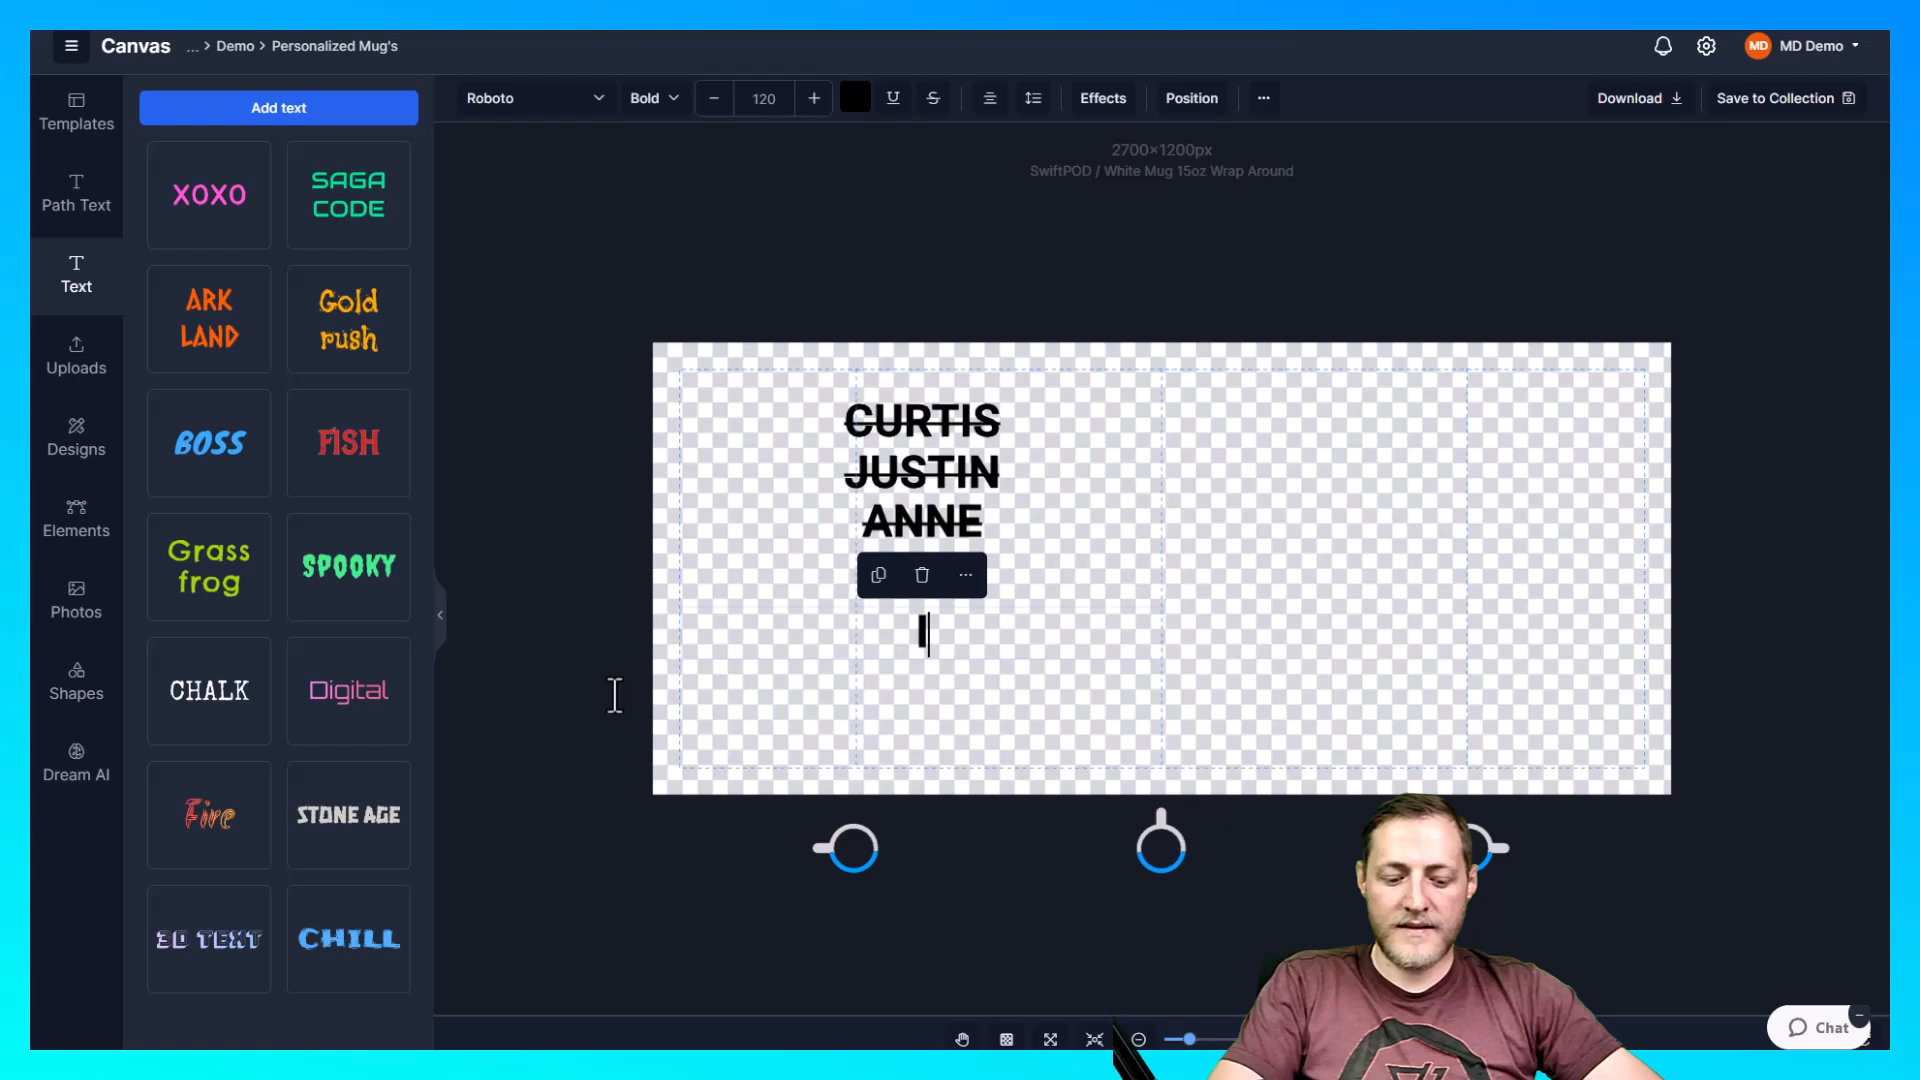 Canvas ... > Demo > Personalized Mug's
MD MD Demo
Templates
Path Text
Text
Uploads
Designs
Elements
Photos
Shapes
Dream AI
Add text
XOXO
SAGA
CODE
ARK
LAND
Gold
rush
BOSS
FISH
Grass
frog
SPOOKY
CHALK
Digital
Fire
STONE AGE
3D TEXT
CHILL
Roboto Bold − 120 + U S Effects Position ... Download Save to Collection
2700×1200px
SwiftPOD / White Mug 15oz Wrap Around
CURTIS
JUSTIN
ANNE
I
Chat